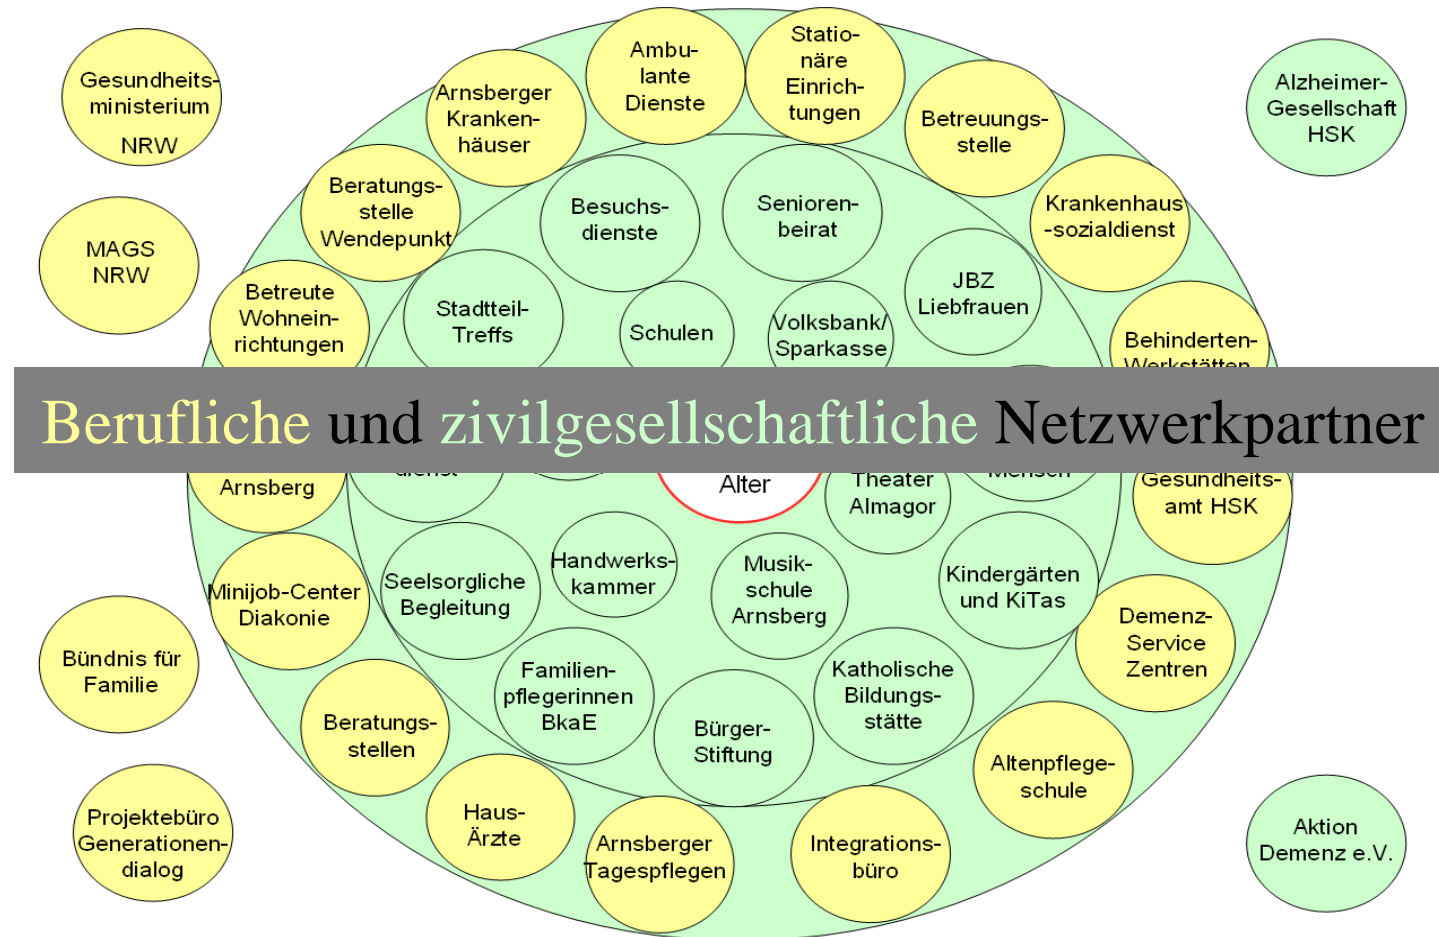 Gesundheits-
ministerium
NRW
MAGS
NRW
Arnsberger
Kranken-
häuser
Ambu-
lante
Dienste
Statio-
näre
Einrich-
tungen
Betreuungs-
stelle
Alzheimer-
Gesellschaft
HSK
Beratungs-
stelle
Wendepunkt
Besuchs-
dienste
Senioren-
beirat
Krankenhaus
-sozialdienst
Betreute
Wohnein-
richtungen
Stadtteil-
Treffs
Schulen
Volksbank/
Sparkasse
JBZ
Liebfrauen
Behinderten-
Werkstätten
Berufliche und zivilgesellschaftliche Netzwerkpartner
Arnsberg
dienst
Alter
Theater
Almagor
Mensen
Gesundheits-
amt HSK
Minijob-Center
Diakonie
Seelsorgliche
Begleitung
Handwerks-
kammer
Musik-
schule
Arnsberg
Kindergärten
und KiTas
Demenz-
Service
Zentren
Bündnis für
Familie
Beratungs-
stellen
Familien-
pflegerinnen
BkaE
Bürger-
Stiftung
Katholische
Bildungs-
stätte
Altenpflege-
schule
Projektebüro
Generationen-
dialog
Haus-
Ärzte
Arnsberger
Tagespflegen
Integrations-
büro
Aktion
Demenz e.V.